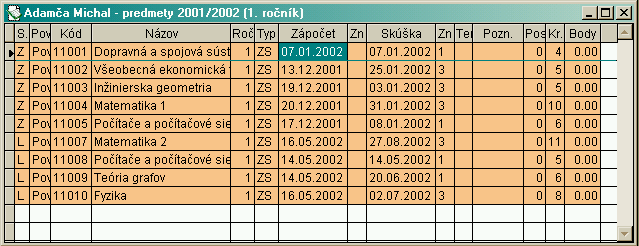 Adamča Michal - predmety 2001/2002 (1. ročník)
S. Pov Kód Názov Roč Typ Zápočet Zn Skúška Zn Ter Pozn. Pos Kr. Body
Z Pov 11001 Dopravná a spojová súst 1 ZS 07.01.2002 07.01.2002 1 0 4 0.00
Z Pov 11002 Všeobecná ekonomická 1 ZS 13.12.2001 25.01.2002 3 0 5 0.00
Z Pov 11003 Inžinierska geometria 1 ZS 19.12.2001 03.01.2002 3 0 5 0.00
Z Pov 11004 Matematika 1 1 ZS 20.12.2001 31.01.2002 3 0 10 0.00
Z Pov 11005 Počítače a počítačové sie 1 ZS 17.12.2001 08.01.2002 1 0 6 0.00
L Pov 11007 Matematika 2 1 ZS 16.05.2002 27.08.2002 3 0 11 0.00
L Pov 11008 Počítače a počítačové sie 1 ZS 14.05.2002 14.05.2002 1 0 5 0.00
L Pov 11009 Teória grafov 1 ZS 14.05.2002 20.06.2002 1 0 6 0.00
L Pov 11010 Fyzika 1 ZS 16.05.2002 02.07.2002 3 0 8 0.00